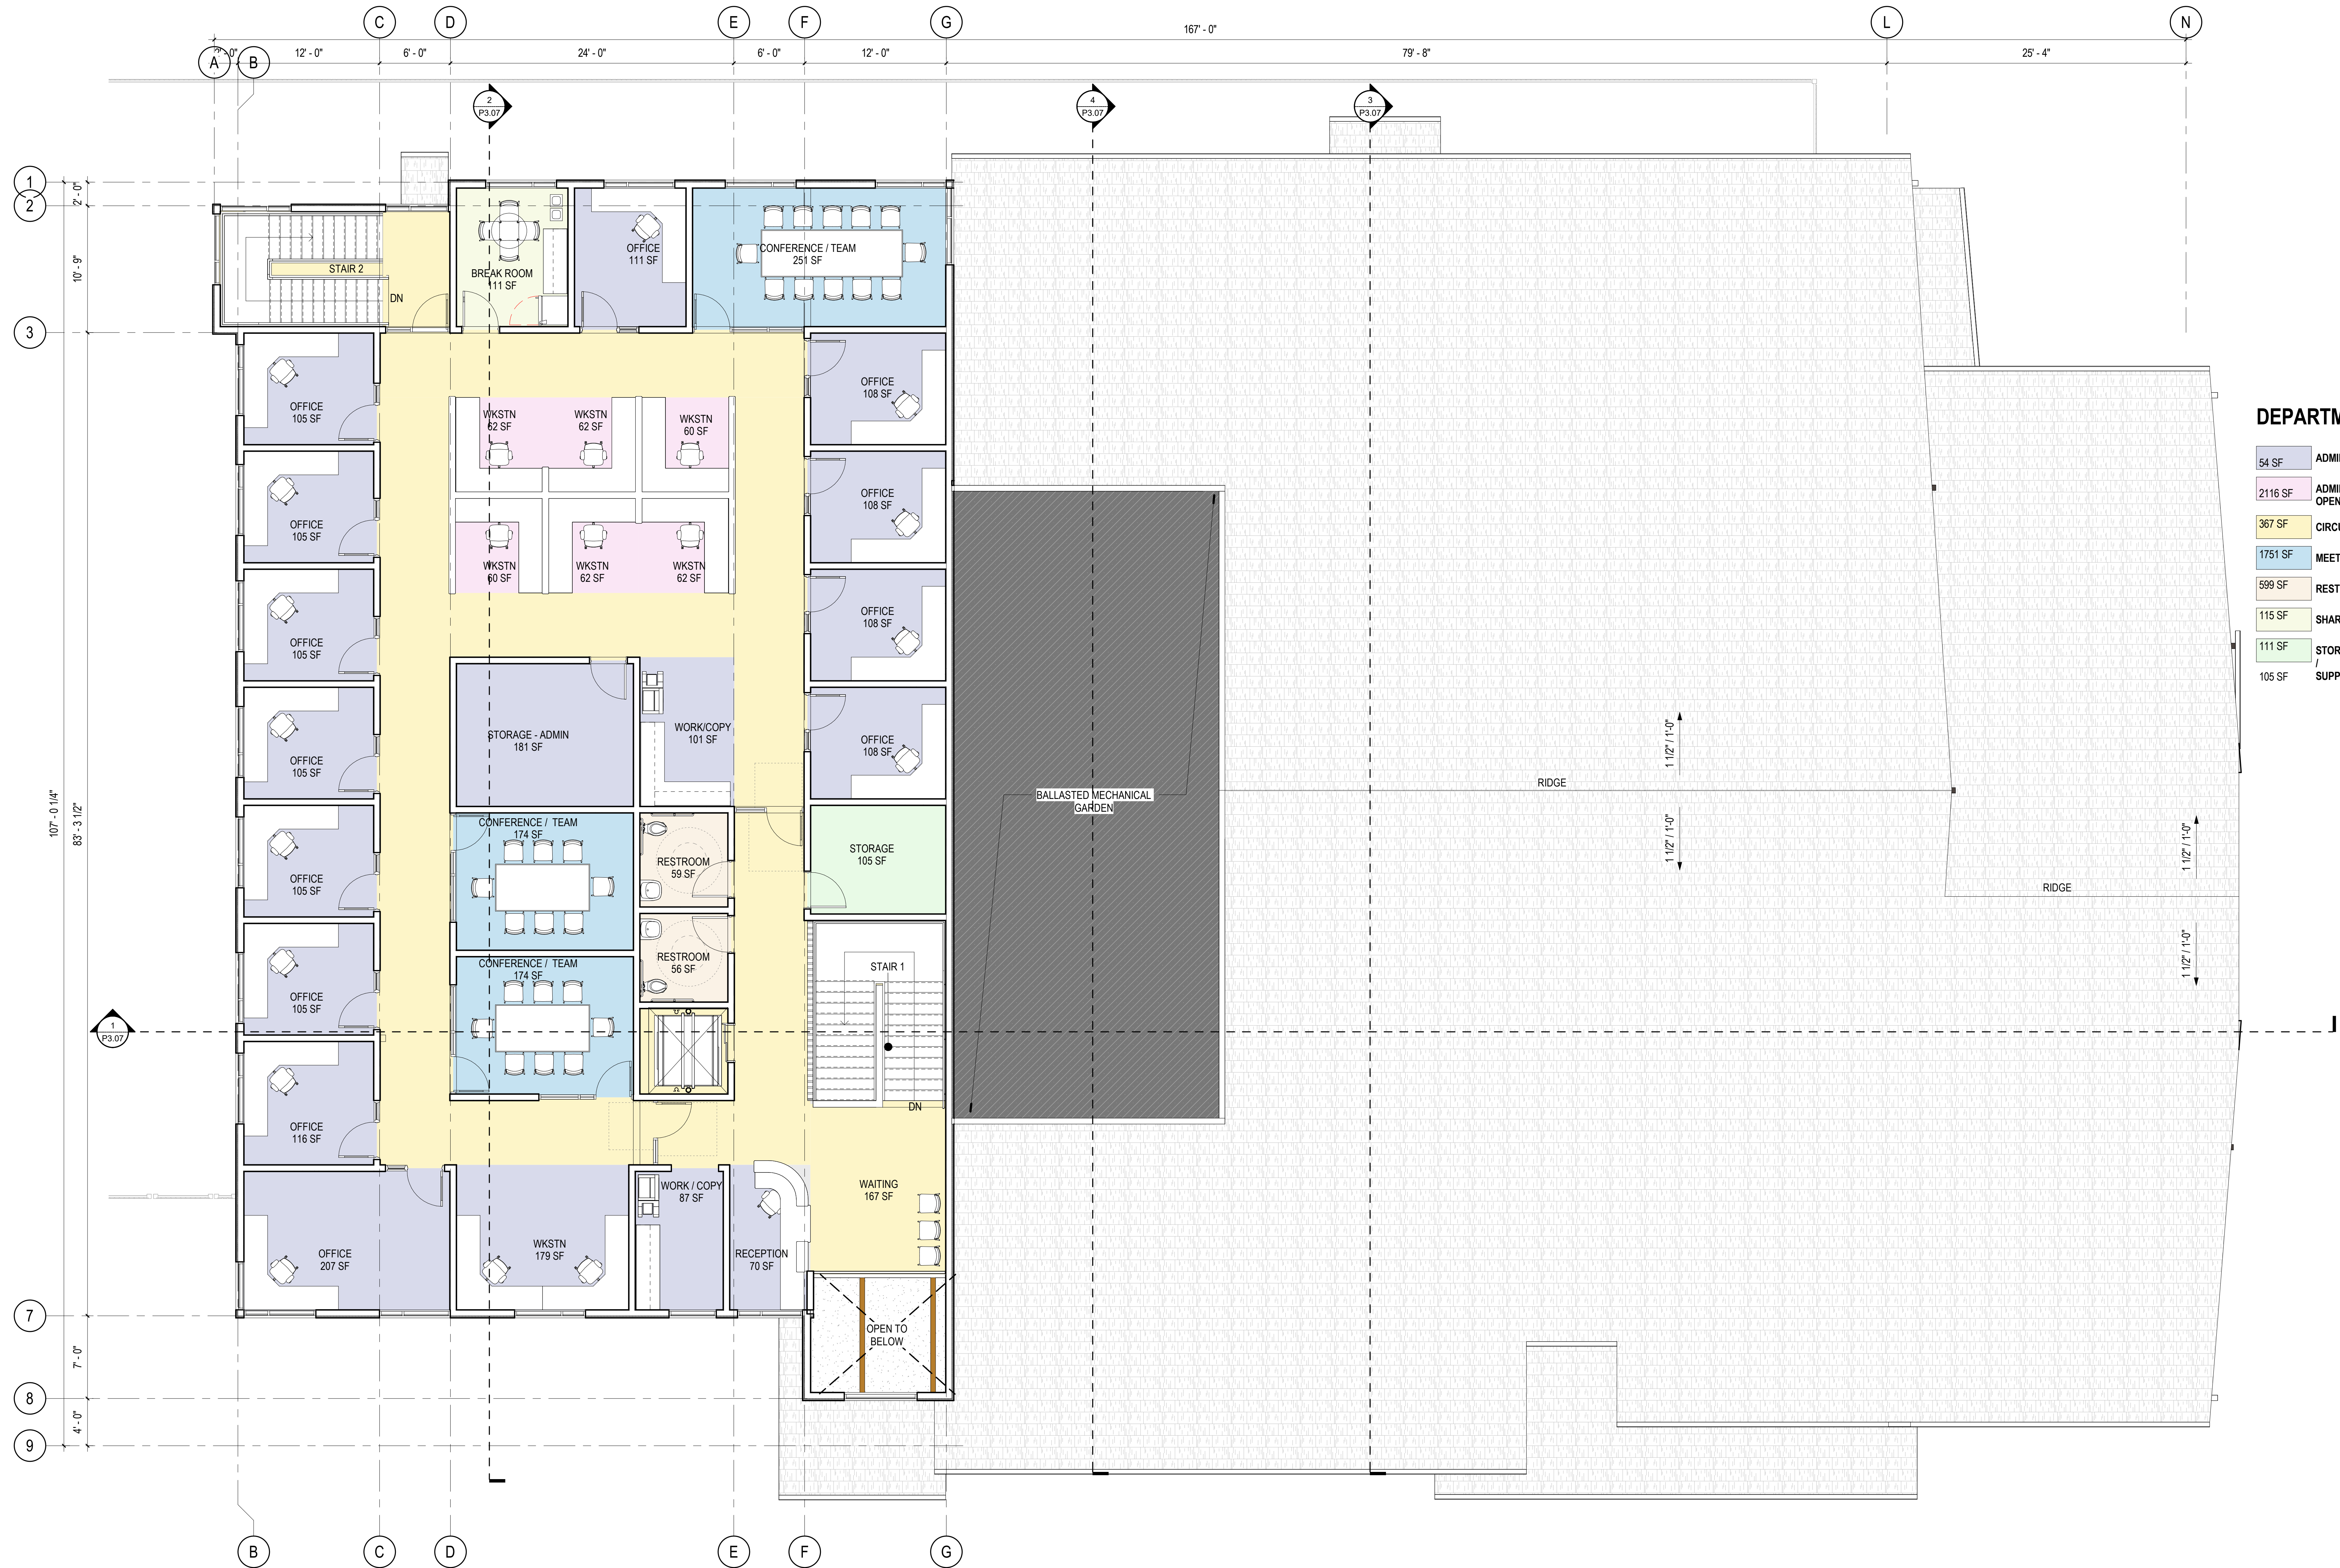 C
D
E
F
G
L
N
167' - 0"
12' - 0"
6' - 0"
24' - 0"
6' - 0"
12' - 0"
79' - 8"
25' - 4"
A
B
2
P3.07
4
P3.07
3
P3.07
1
2
3
2' - 0"
10' - 9"
STAIR 2
DN
BREAK ROOM
111 SF
OFFICE
111 SF
CONFERENCE / TEAM
251 SF
OFFICE
105 SF
WKSTN
62 SF
WKSTN
62 SF
WKSTN
60 SF
OFFICE
108 SF
OFFICE
105 SF
OFFICE
108 SF
WKSTN
60 SF
WKSTN
62 SF
WKSTN
62 SF
OFFICE
105 SF
OFFICE
108 SF
OFFICE
105 SF
STORAGE - ADMIN
181 SF
WORK/COPY
101 SF
OFFICE
108 SF
107' - 0 1/4"
83' - 3 1/2"
OFFICE
105 SF
CONFERENCE / TEAM
174 SF
RESTROOM
59 SF
STORAGE
105 SF
OFFICE
105 SF
CONFERENCE / TEAM
174 SF
RESTROOM
56 SF
STAIR 1
DN
1
P3.07
OFFICE
116 SF
OFFICE
207 SF
WKSTN
179 SF
WORK / COPY
87 SF
RECEPTION
70 SF
WAITING
167 SF
OPEN TO
BELOW
BALLASTED MECHANICAL
GARDEN
RIDGE
1 1/2" / 1'-0"
1 1/2" / 1'-0"
RIDGE
1 1/2" / 1'-0"
1 1/2" / 1'-0"
DEPARTM
54 SF
ADMI
2116 SF
ADMI
OPEN
367 SF
CIRCU
1751 SF
MEET
599 SF
REST
115 SF
SHAR
111 SF
STOR
/
105 SF
SUPP
7
8
9
7' - 0"
4' - 0"
B
C
D
E
F
G